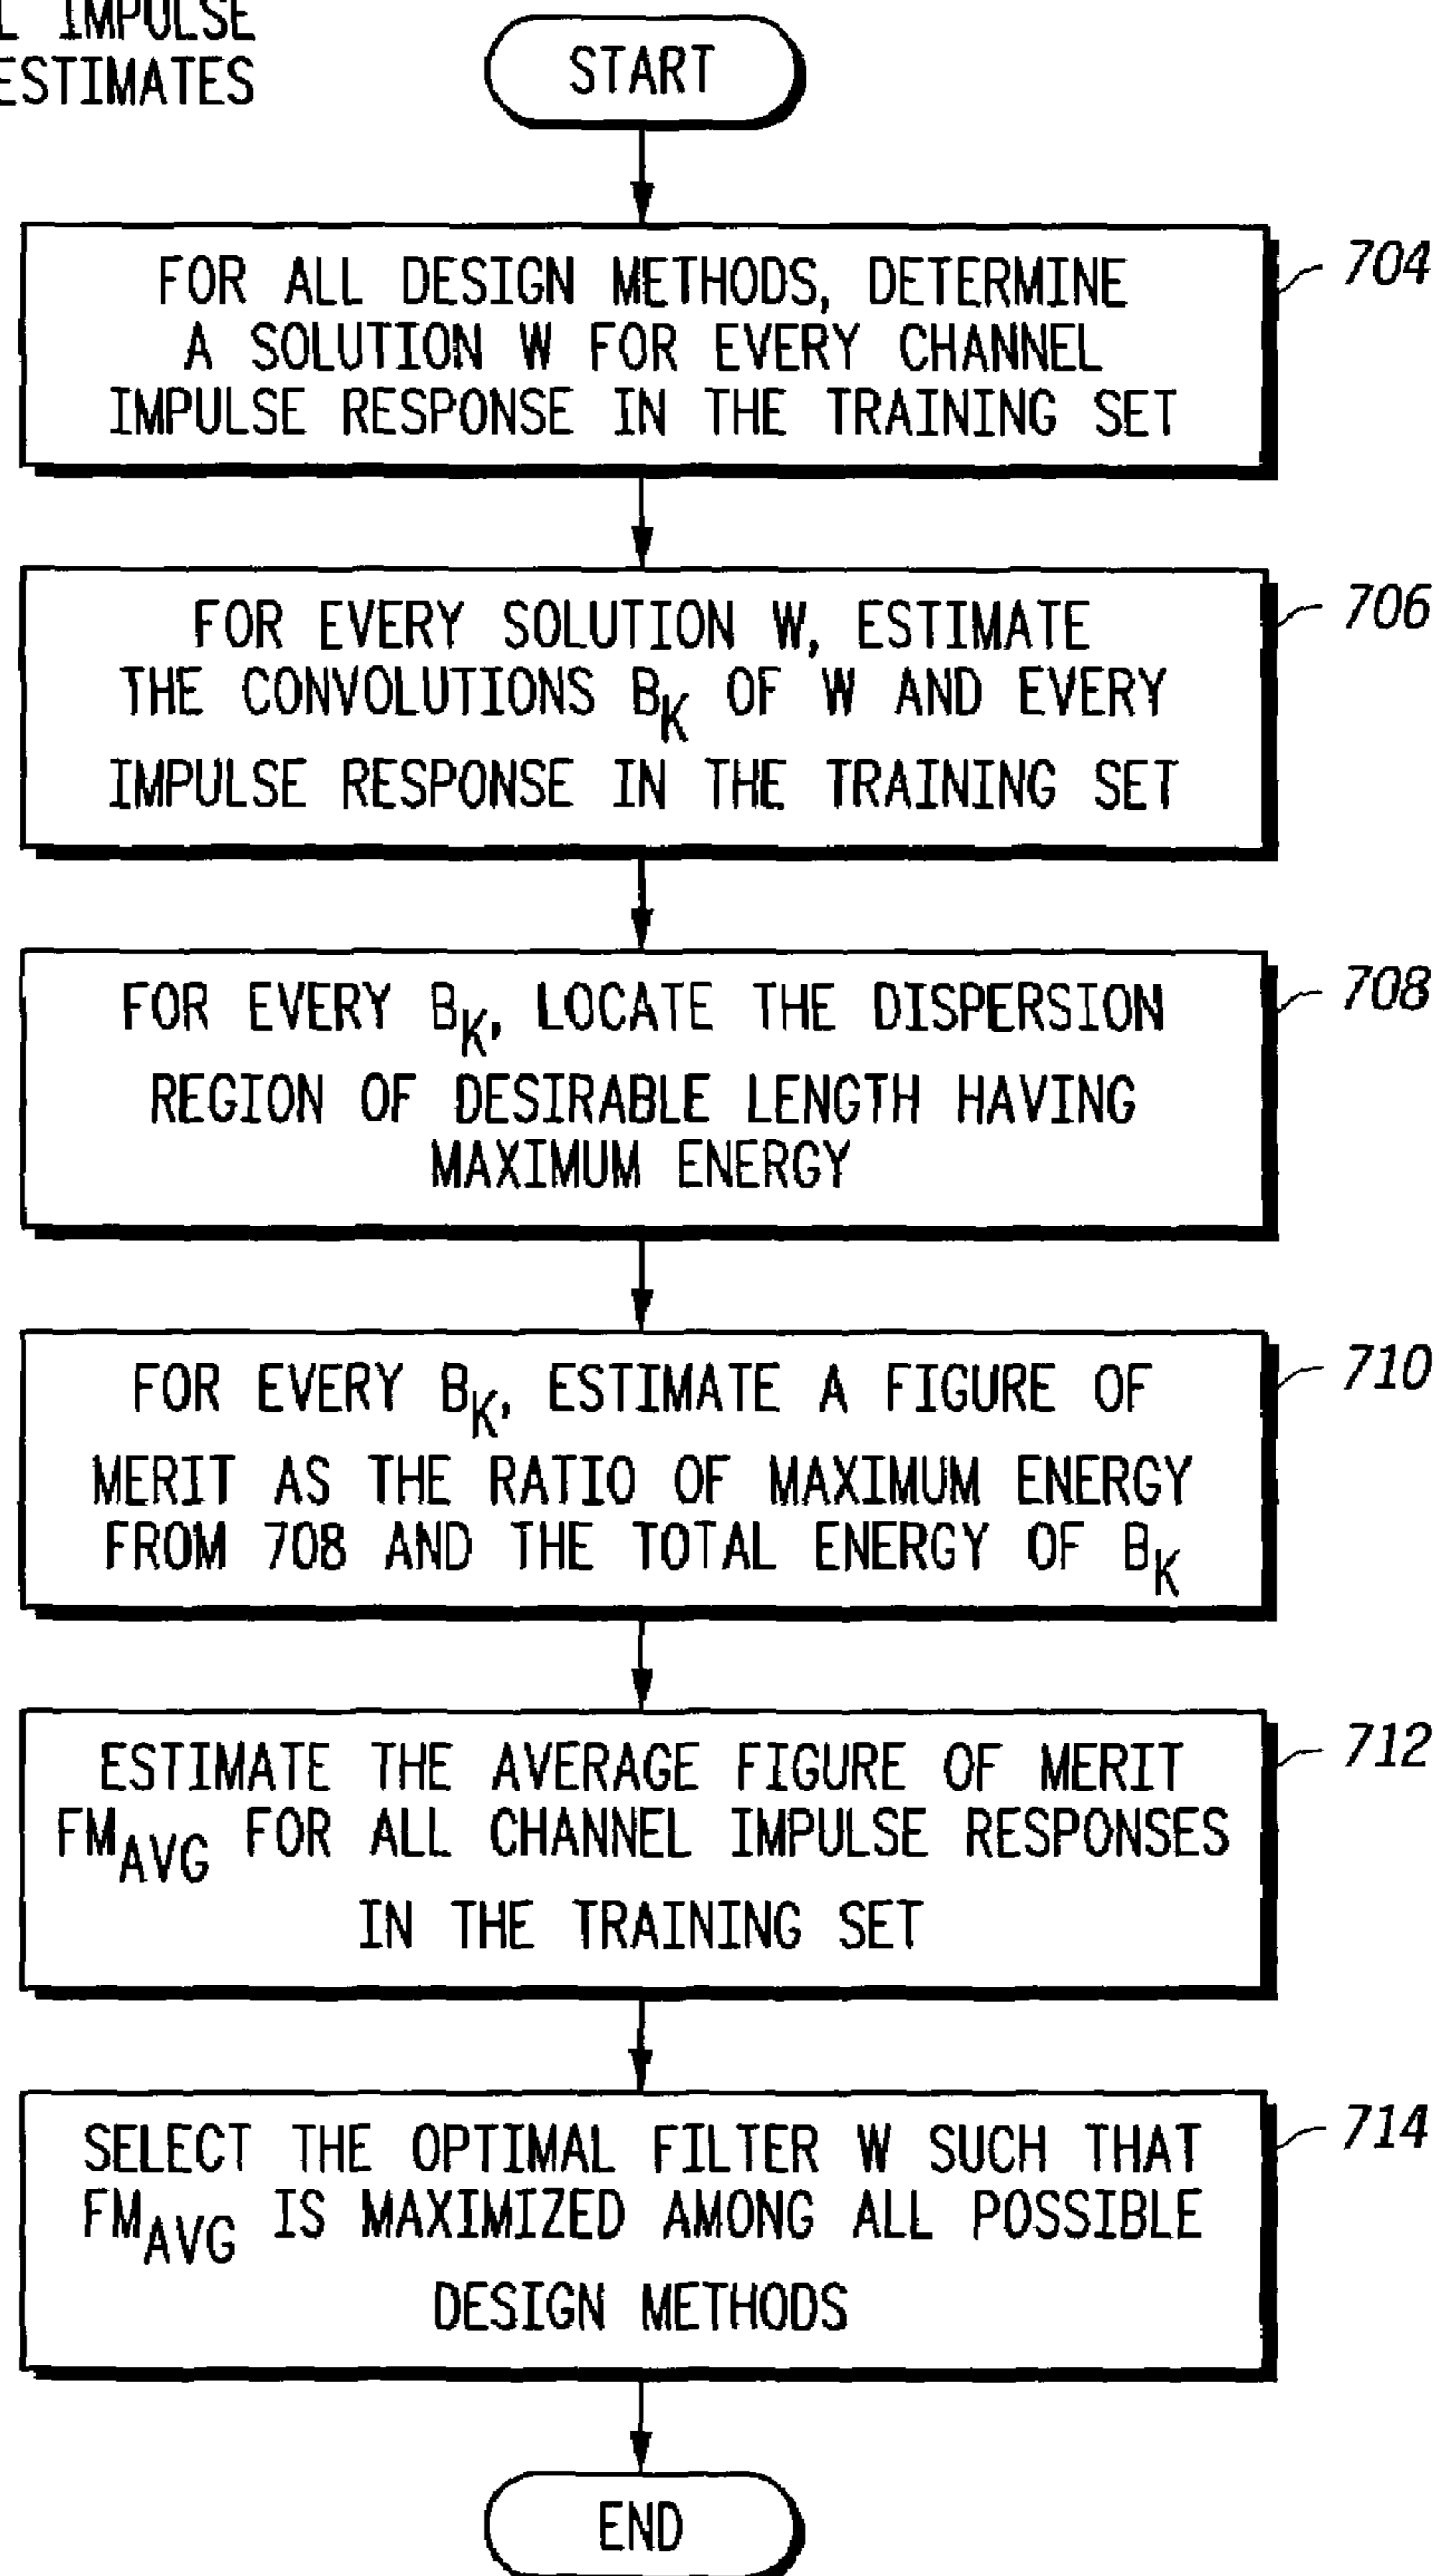 IMPULSE
ESTIMATES
START
FOR ALL DESIGN METHODS, DETERMINE
A SOLUTION W FOR EVERY CHANNEL
IMPULSE RESPONSE IN THE TRAINING SET
704
FOR EVERY SOLUTION W, ESTIMATE
THE CONVOLUTIONS BK OF W AND EVERY
IMPULSE RESPONSE IN THE TRAINING SET
706
FOR EVERY BK, LOCATE THE DISPERSION
REGION OF DESIRABLE LENGTH HAVING
MAXIMUM ENERGY
708
FOR EVERY BK, ESTIMATE A FIGURE OF
MERIT AS THE RATIO OF MAXIMUM ENERGY
FROM 708 AND THE TOTAL ENERGY OF BK
710
ESTIMATE THE AVERAGE FIGURE OF MERIT
FMAVG FOR ALL CHANNEL IMPULSE RESPONSES
IN THE TRAINING SET
712
SELECT THE OPTIMAL FILTER W SUCH THAT
FMAVG IS MAXIMIZED AMONG ALL POSSIBLE
DESIGN METHODS
714
END